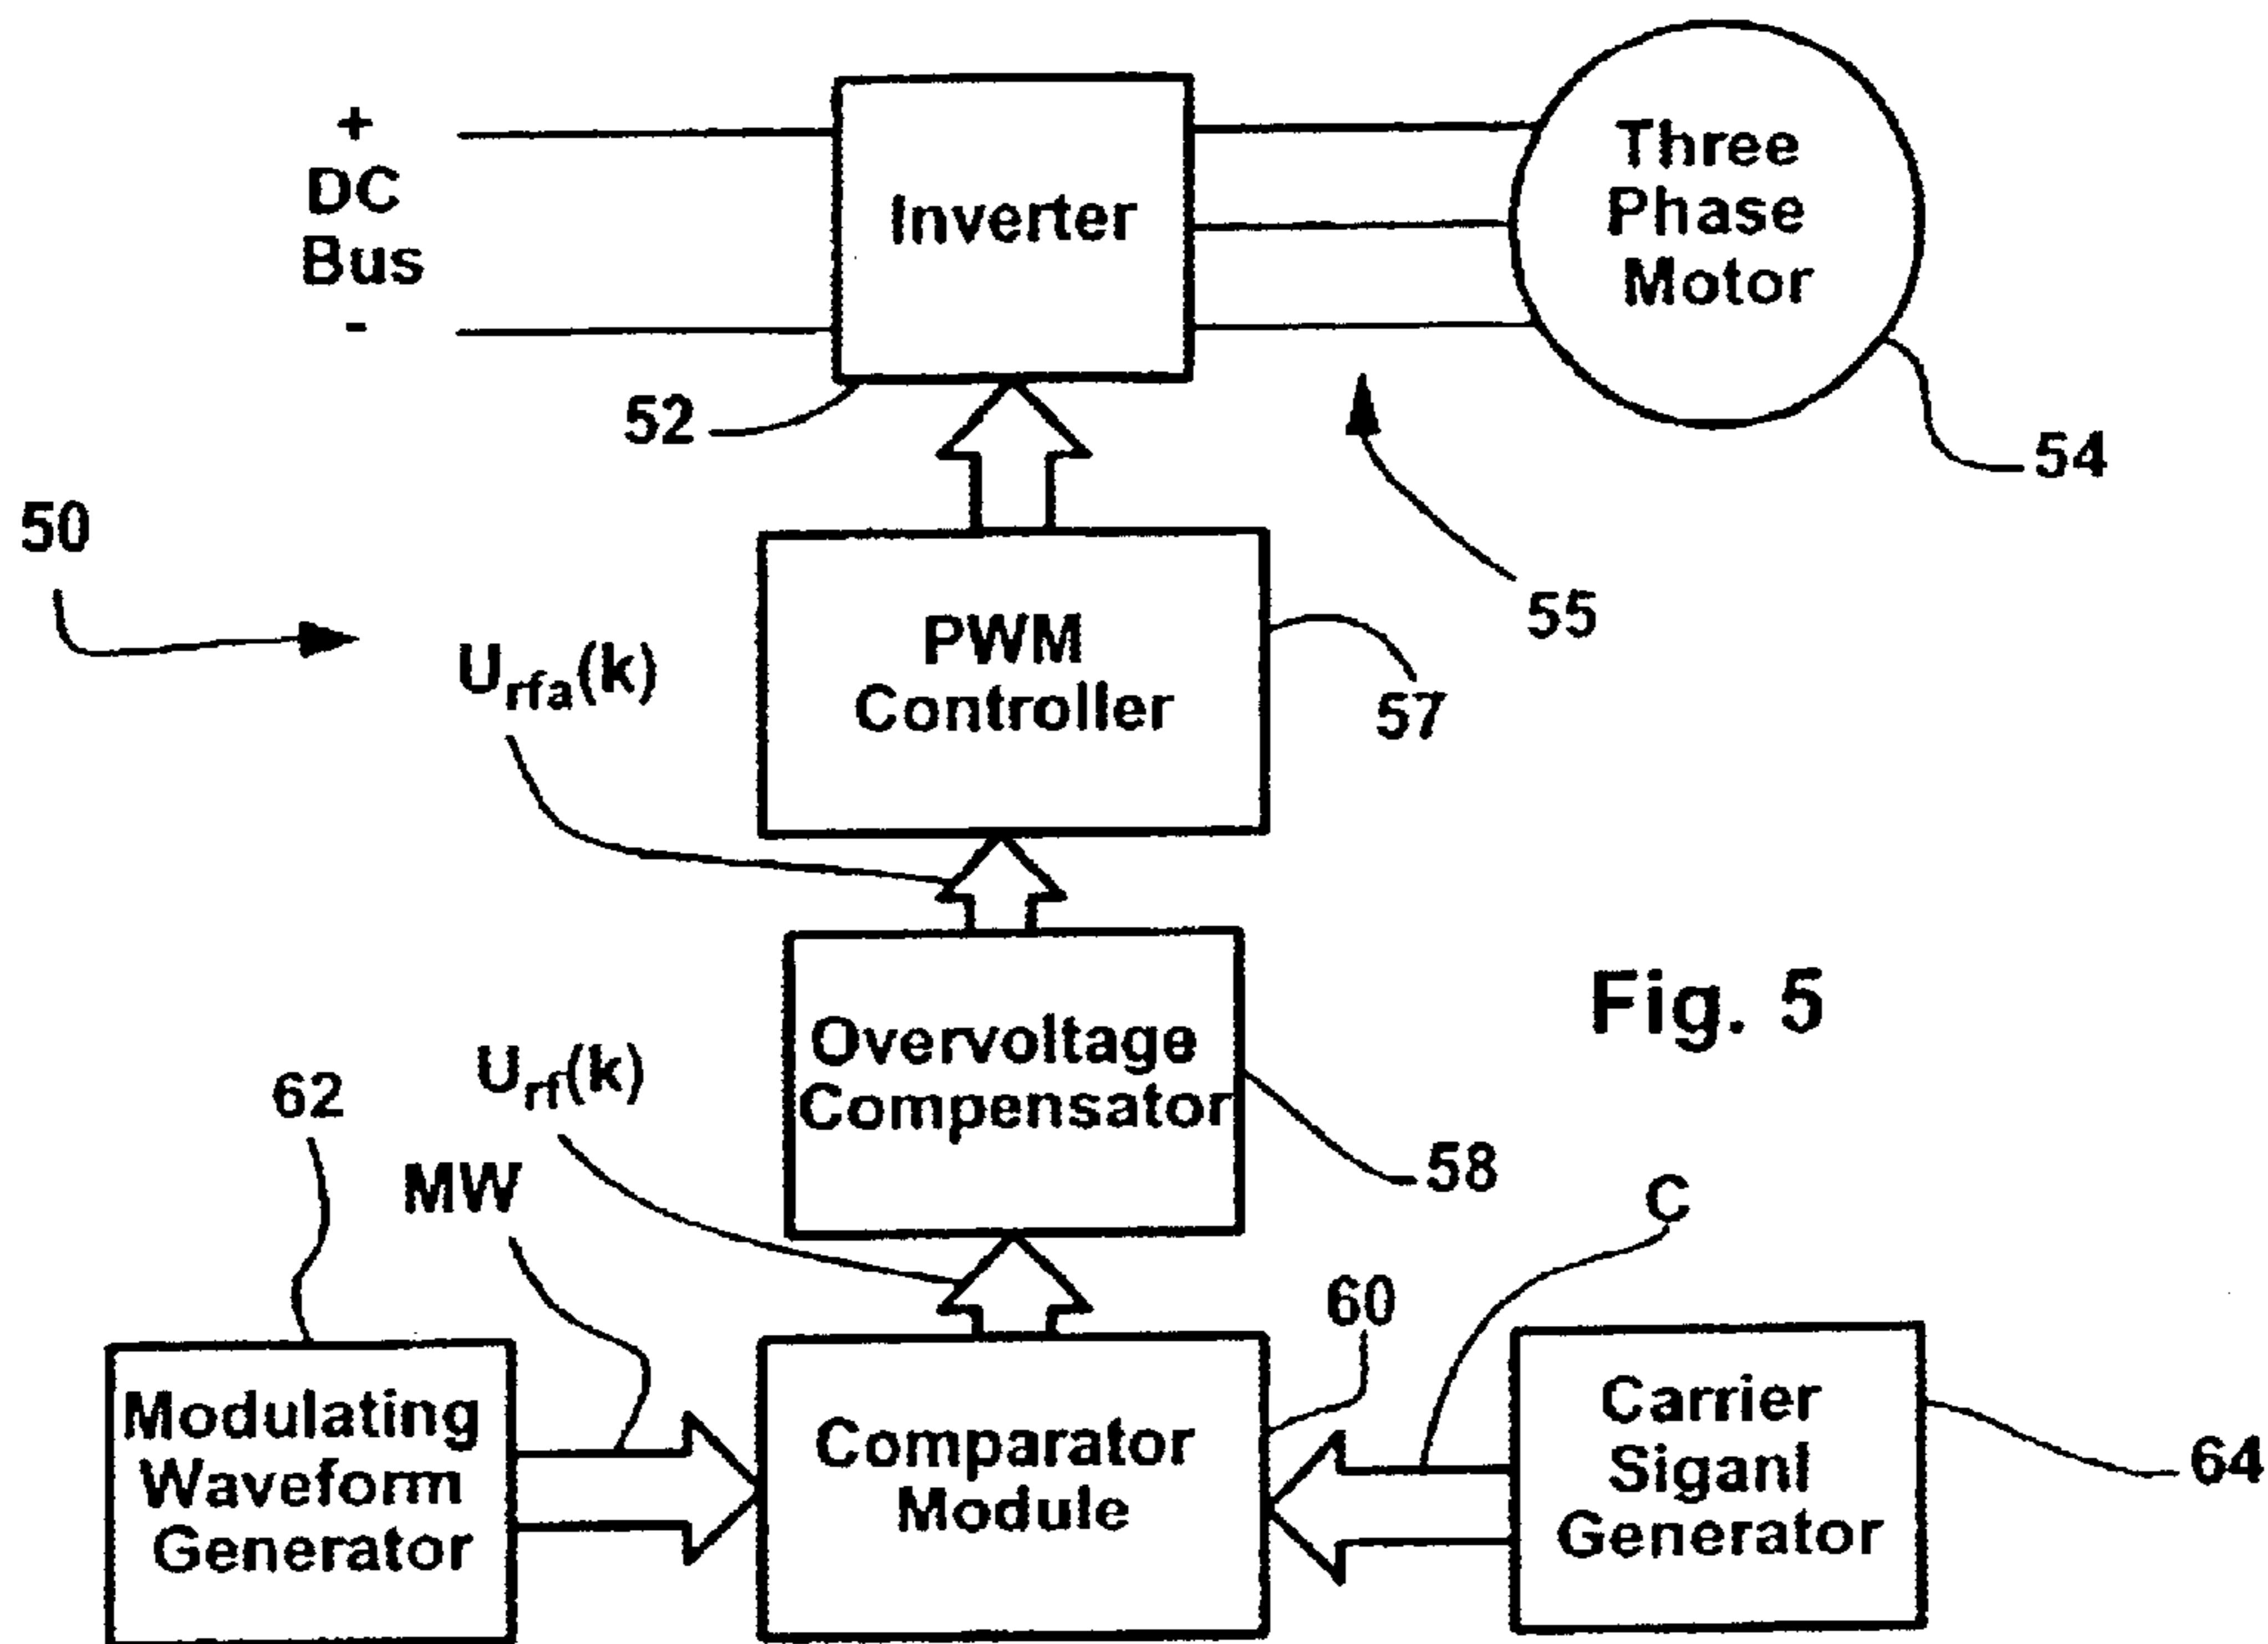 +
DC
Bus
-
Inverter
Three
Phase
Motor
52
54
50
55
PWM
Controller
57
Urfa(k)
Overvoltage
Compensator
58
Fig. 5
Urf(k)
62
MW
C
60
Modulating
Waveform
Generator
Comparator
Module
Carrier
Siganl
Generator
64